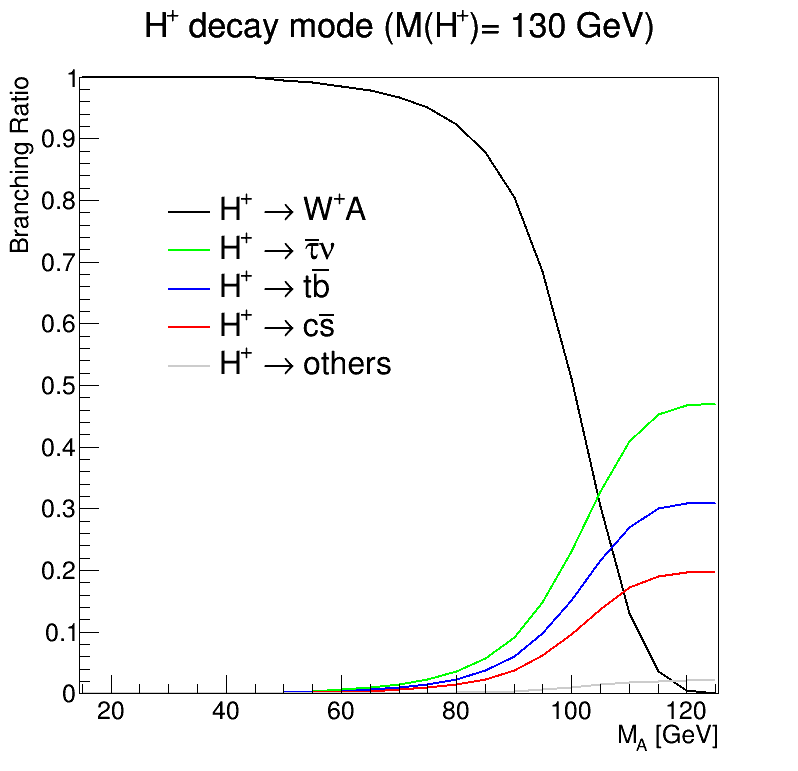 H⁺ decay mode (M(H⁺)= 130 GeV)
Branching Ratio
1
0.9
0.8
0.7
0.6
0.5
0.4
0.3
0.2
0.1
0
H⁺ → W⁺A
H⁺ → τ̅ν
H⁺ → tb̅
H⁺ → cs̅
H⁺ → others
20 40 60 80 100 120
M_A [GeV]